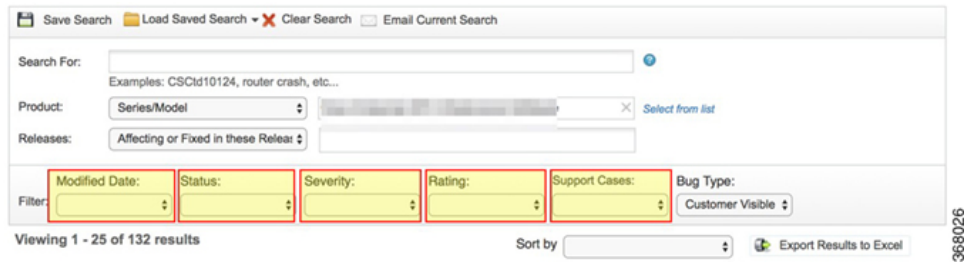 Save Search Load Saved Search Clear Search Email Current Search
Search For:
Examples: CSCtd10124, router crash, etc...
Product: Series/Model Select from list
Releases: Affecting or Fixed in these Releas
Filter: Modified Date: Status: Severity: Rating: Support Cases: Bug Type:
Customer Visible
Viewing 1 - 25 of 132 results Sort by Export Results to Excel
368026